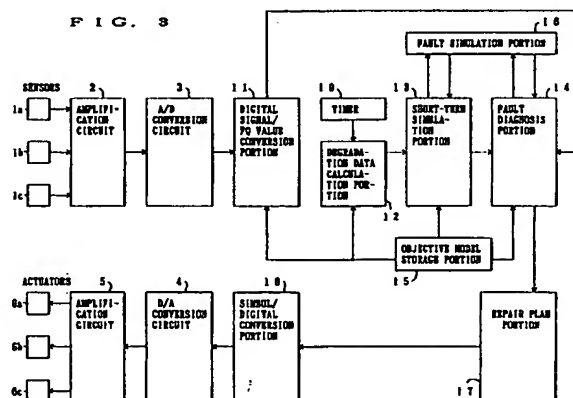 FIG. 3
16
FAULT SIMULATION PORTION
SENSORS
2
3
11
19
13
14
1a
1b
1c
AMPLIFI-
CATION
CIRCUIT
A/D
CONVERSION
CIRCUIT
DIGITAL
SIGNAL/
PQ VALUE
CONVERSION
PORTION
TIMER
DEGRADA-
TION DATA
CALCULATION
POR-
TION
12
SHORT-TERM
SIMULA-
TION
PORTION
FAULT
DIAGNOSIS
PORTION
OBJECTIVE MODEL
STORAGE PORTION
15
ACTUATORS
5
4
18
6a
6b
6c
AMPLIFI-
CATION
CIRCUIT
D/A
CONVERSION
CIRCUIT
SIMBOL/
DIGITAL
CONVERSION
PORTION
REPAIR PLAN
PORTION
17